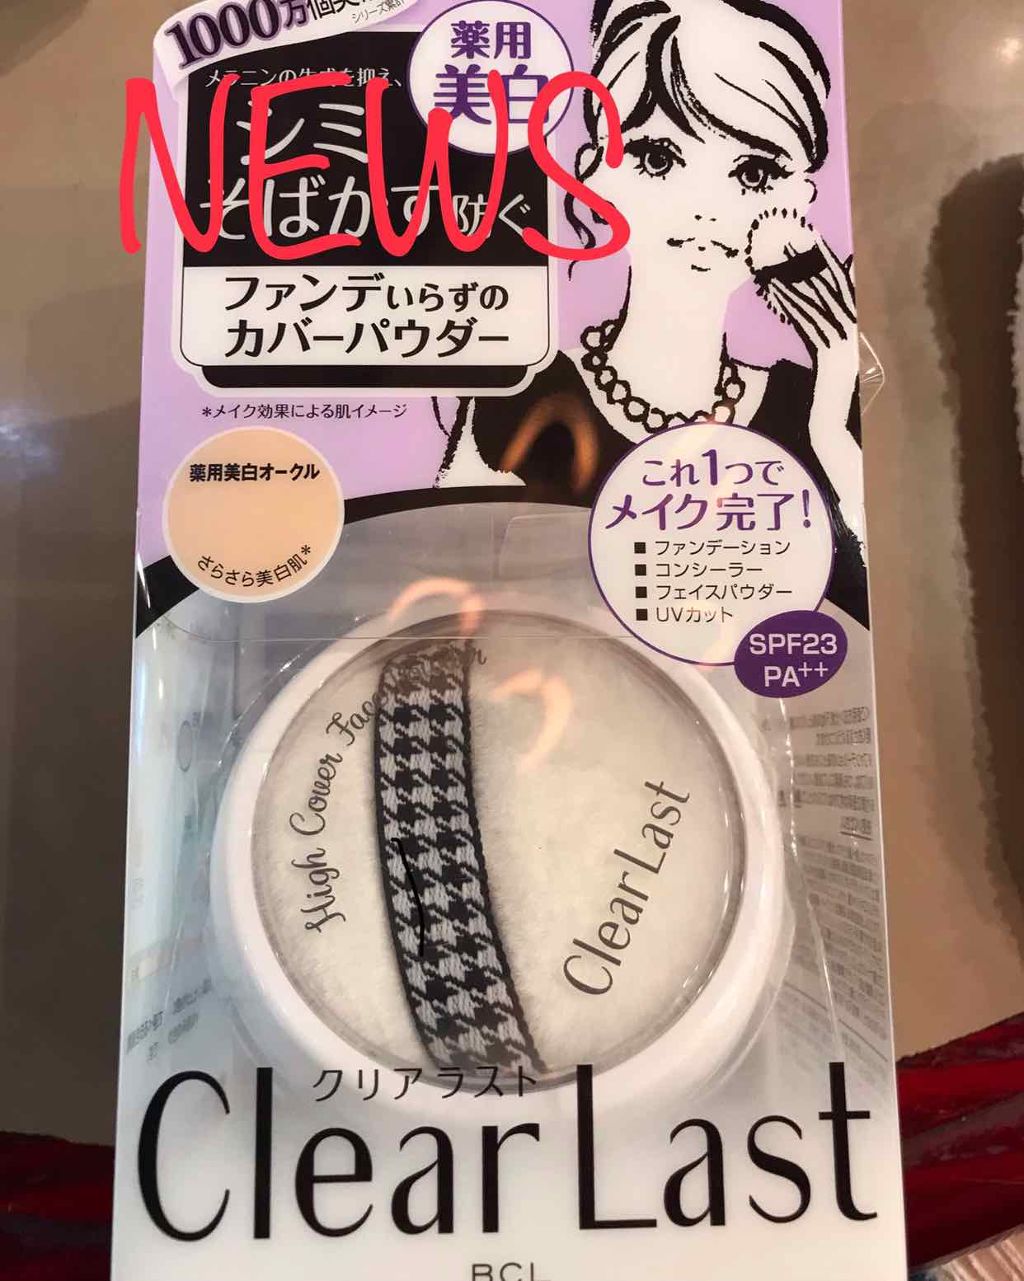 1000万個
シリーズ累計
薬用
美白
メラニンの生成を抑え、
シミ
そばかす防ぐ
NEWS
ファンデいらずの
カバーパウダー
*メイク効果による肌イメージ
薬用美白オークル
さらさら美白肌*
これ1つで
メイク完了!
■ ファンデーション
■ コンシーラー
■ フェイスパウダー
■ UVカット
SPF23
PA++
High Cover Face
ClearLast
クリアラスト
ClearLast
BCL